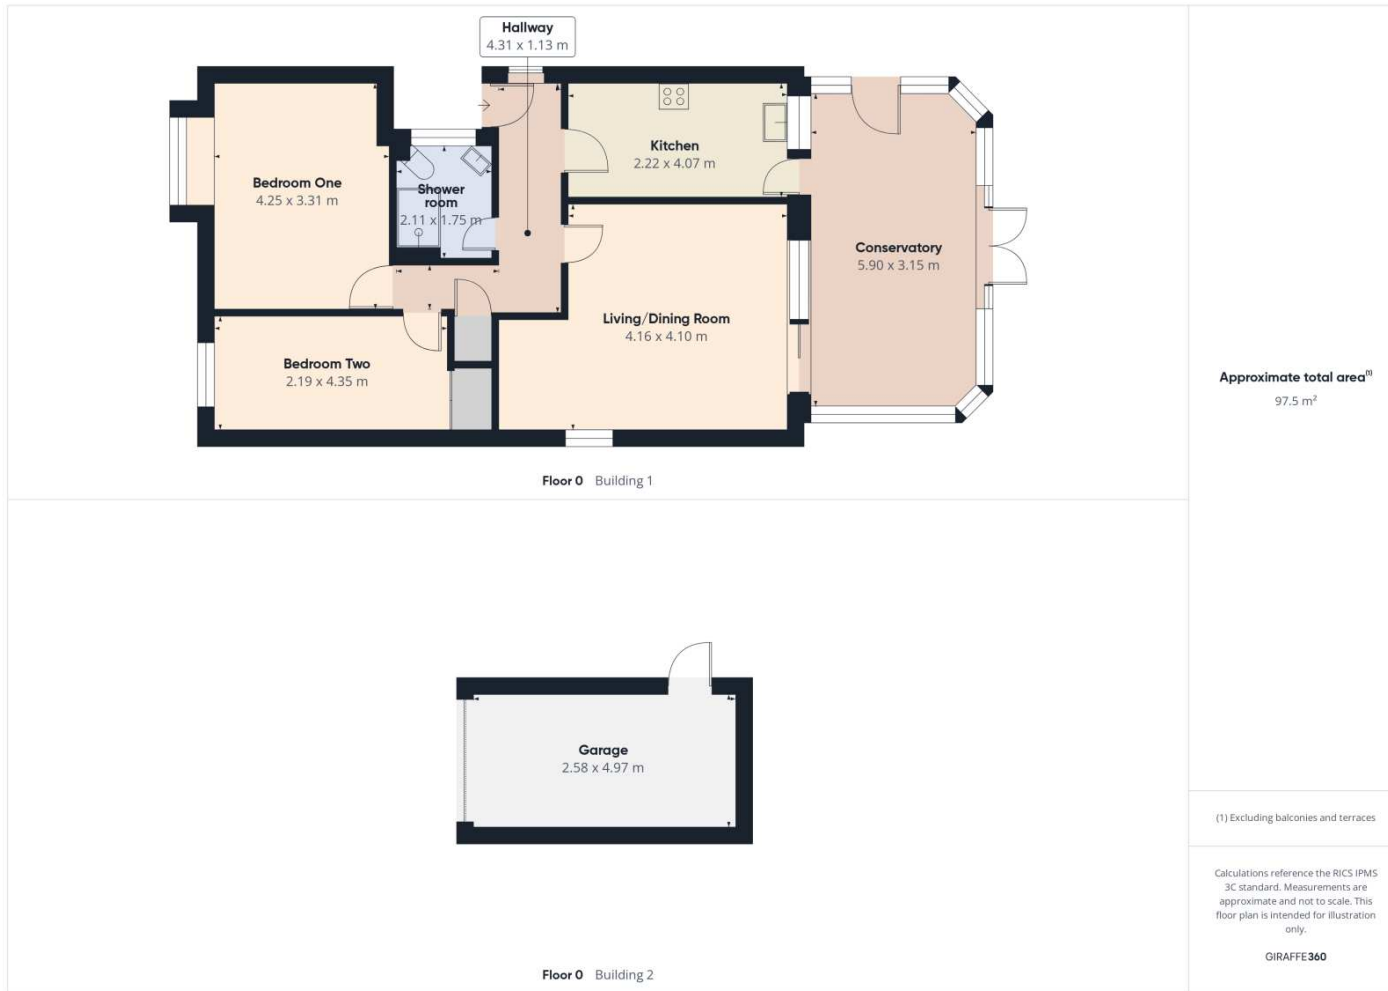 Hallway
4.31 x 1.13 m
Bedroom One
4.25 x 3.31 m
Shower
room
2.11 x 1.75 m
Kitchen
2.22 x 4.07 m
Conservatory
5.90 x 3.15 m
Living/Dining Room
4.16 x 4.10 m
Bedroom Two
2.19 x 4.35 m
Floor 0 Building 1
Garage
2.58 x 4.97 m
Floor 0 Building 2
Approximate total area(1)
97.5 m²
(1) Excluding balconies and terraces
Calculations reference the RICS IPMS
3C standard. Measurements are
approximate and not to scale. This
floor plan is intended for illustration
only.
GIRAFFE360